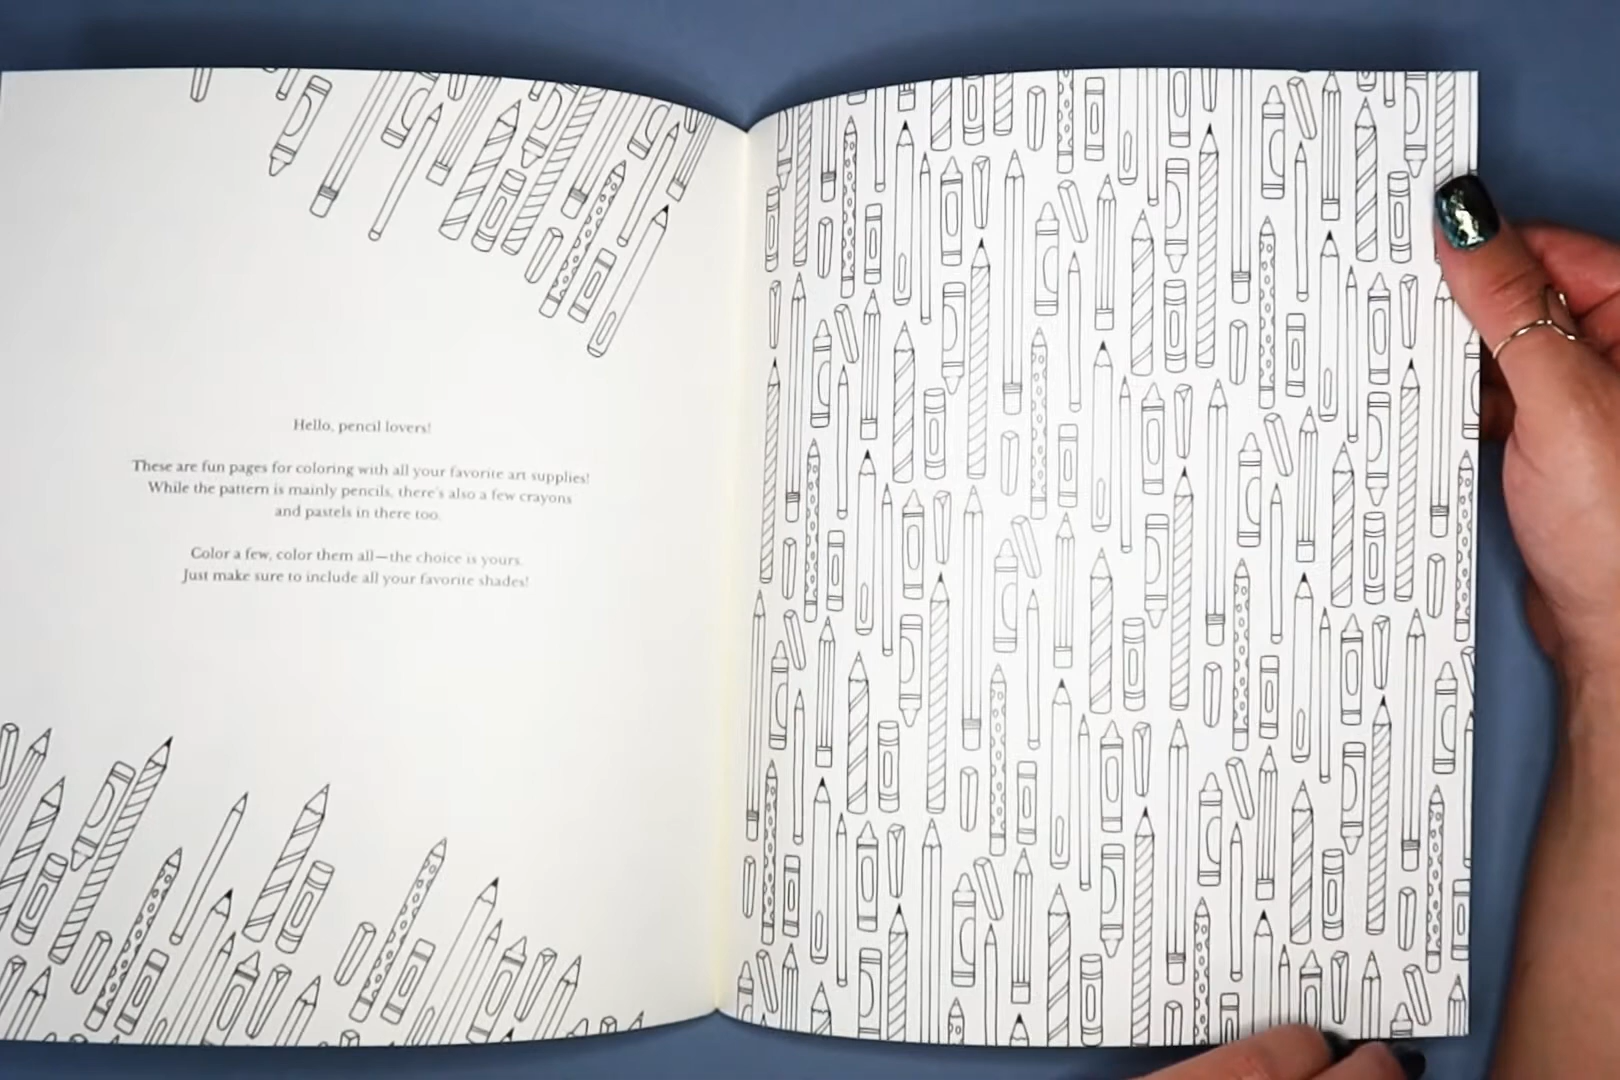 Hello, pencil lovers!
These are fun pages for coloring with all your favorite art supplies!
While the pattern is mainly pencils, there's also a few crayons
and pastels in there too.
Color a few, color them all—the choice is yours.
Just make sure to include all your favorite shades!